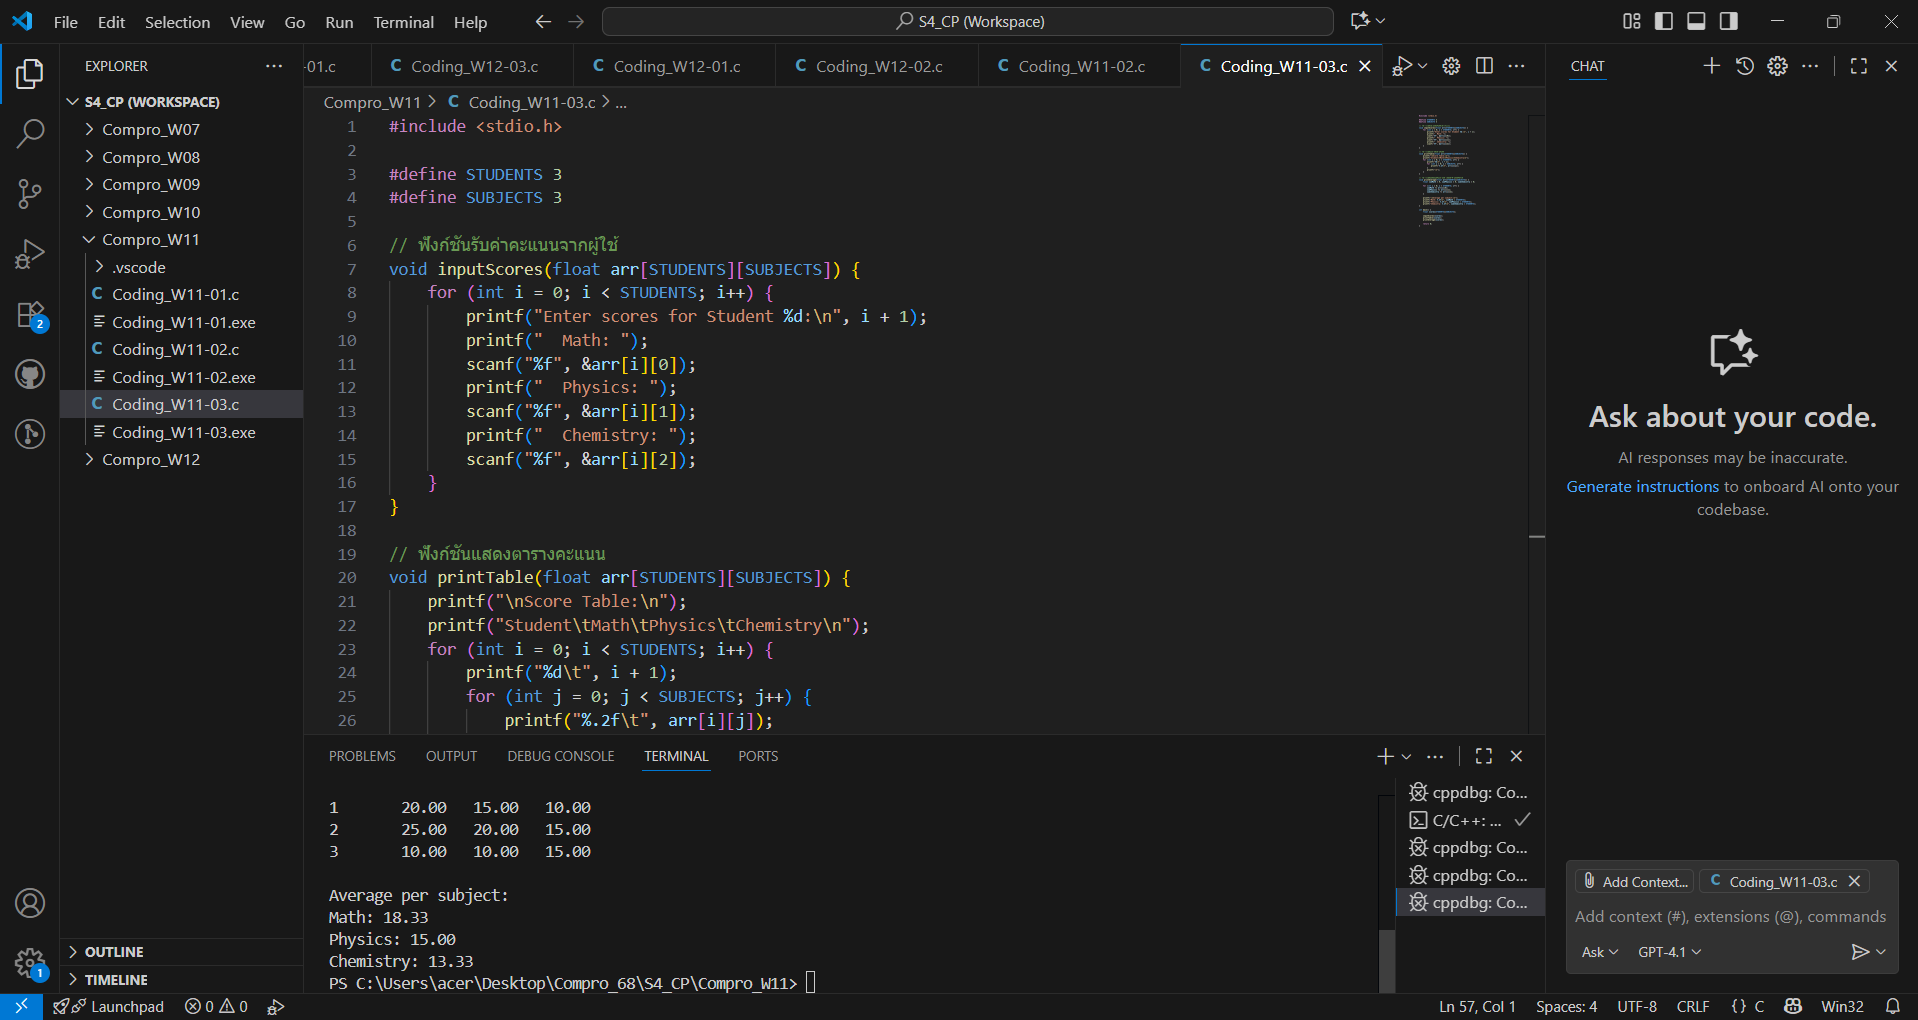 File Edit Selection View Go Run Terminal Help
S4_CP (Workspace)
EXPLORER
S4_CP (WORKSPACE)
Compro_W07
Compro_W08
Compro_W09
Compro_W10
Compro_W11
.vscode
Coding_W11-01.c
Coding_W11-01.exe
Coding_W11-02.c
Coding_W11-02.exe
Coding_W11-03.c
Coding_W11-03.exe
Compro_W12
OUTLINE
TIMELINE
2
1
-01.c
C Coding_W12-03.c
C Coding_W12-01.c
C Coding_W12-02.c
C Coding_W11-02.c
C Coding_W11-03.c
Compro_W11 > C Coding_W11-03.c > ...
1 #include <stdio.h>
2
3 #define STUDENTS 3
4 #define SUBJECTS 3
5
6 // ฟังก์ชันรับค่าคะแนนจากผู้ใช้
7 void inputScores(float arr[STUDENTS][SUBJECTS]) {
8 for (int i = 0; i < STUDENTS; i++) {
9 printf("Enter scores for Student %d:\n", i + 1);
10 printf("  Math: ");
11 scanf("%f", &arr[i][0]);
12 printf("  Physics: ");
13 scanf("%f", &arr[i][1]);
14 printf("  Chemistry: ");
15 scanf("%f", &arr[i][2]);
16 }
17 }
18
19 // ฟังก์ชันแสดงตารางคะแนน
20 void printTable(float arr[STUDENTS][SUBJECTS]) {
21 printf("\nScore Table:\n");
22 printf("Student\tMath\tPhysics\tChemistry\n");
23 for (int i = 0; i < STUDENTS; i++) {
24 printf("%d\t", i + 1);
25 for (int j = 0; j < SUBJECTS; j++) {
26 printf("%.2f\t", arr[i][j]);
PROBLEMS OUTPUT DEBUG CONSOLE TERMINAL PORTS
1 20.00 15.00 10.00
2 25.00 20.00 15.00
3 10.00 10.00 15.00
Average per subject:
Math: 18.33
Physics: 15.00
Chemistry: 13.33
PS C:\Users\acer\Desktop\Compro_68\S4_CP\Compro_W11>
cppdbg: Co...
C/C++: ...
cppdbg: Co...
cppdbg: Co...
cppdbg: Co...
CHAT
Ask about your code.
AI responses may be inaccurate.
Generate instructions to onboard AI onto your
codebase.
Add Context...
C Coding_W11-03.c
Add context (#), extensions (@), commands
Ask GPT-4.1
Launchpad 0 0
Ln 57, Col 1 Spaces: 4 UTF-8 CRLF {} C Win32